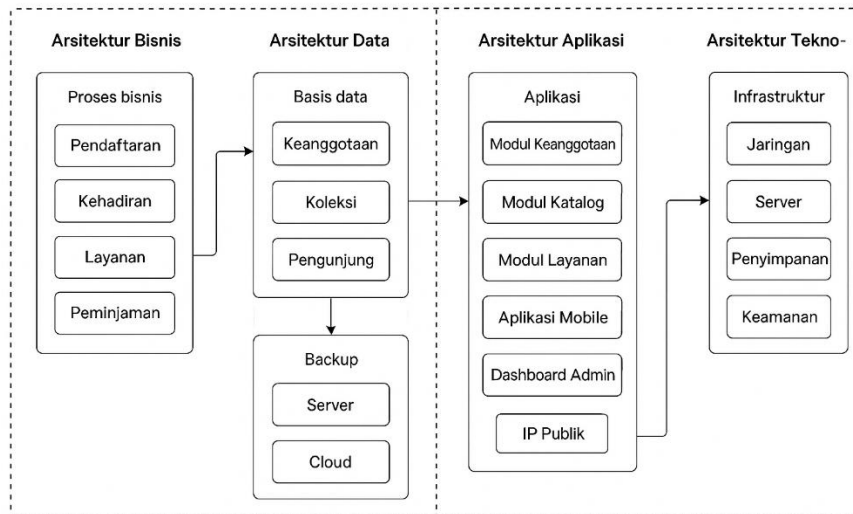 Arsitektur Bisnis
Proses bisnis
Pendaftaran
Kehadiran
Layanan
Peminjaman
Arsitektur Data
Basis data
Keanggotaan
Koleksi
Pengunjung
Backup
Server
Cloud
Arsitektur Aplikasi
Aplikasi
Modul Keanggotaan
Modul Katalog
Modul Layanan
Aplikasi Mobile
Dashboard Admin
IP Publik
Arsitektur Tekno-
Infrastruktur
Jaringan
Server
Penyimpanan
Keamanan